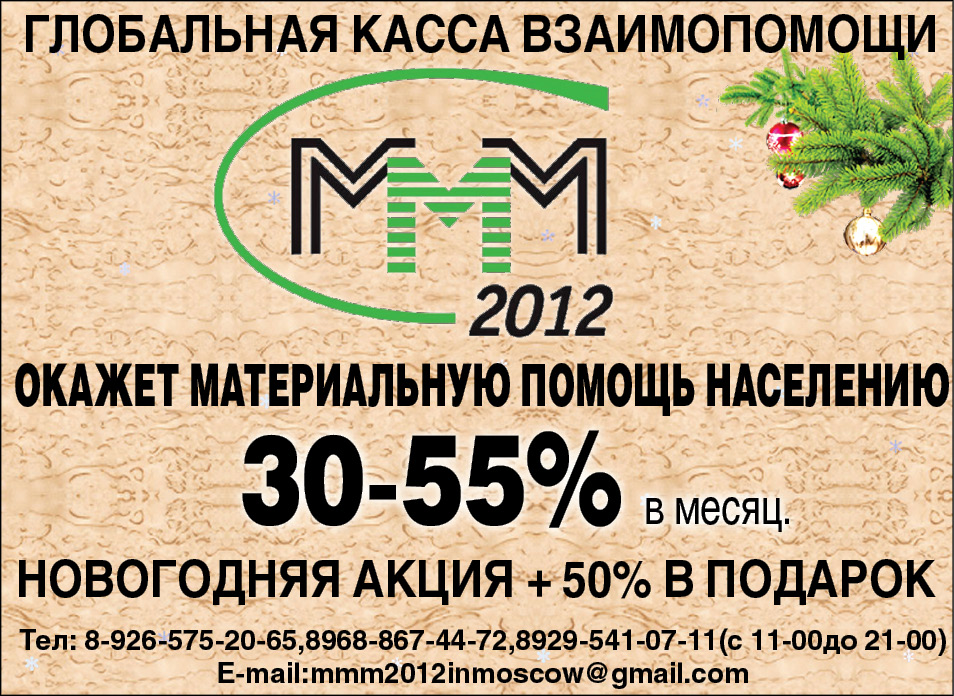 ГЛОБАЛЬНАЯ КАССА ВЗАИМОПОМОЩИ
МММ
2012
ОКАЖЕТ МАТЕРИАЛЬНУЮ ПОМОЩЬ НАСЕЛЕНИЮ
30-55% в месяц.
НОВОГОДНЯЯ АКЦИЯ + 50% В ПОДАРОК
Тел: 8-926-575-20-65,8968-867-44-72,8929-541-07-11(с 11-00до 21-00)
E-mail:mmm2012inmoscow@gmail.com